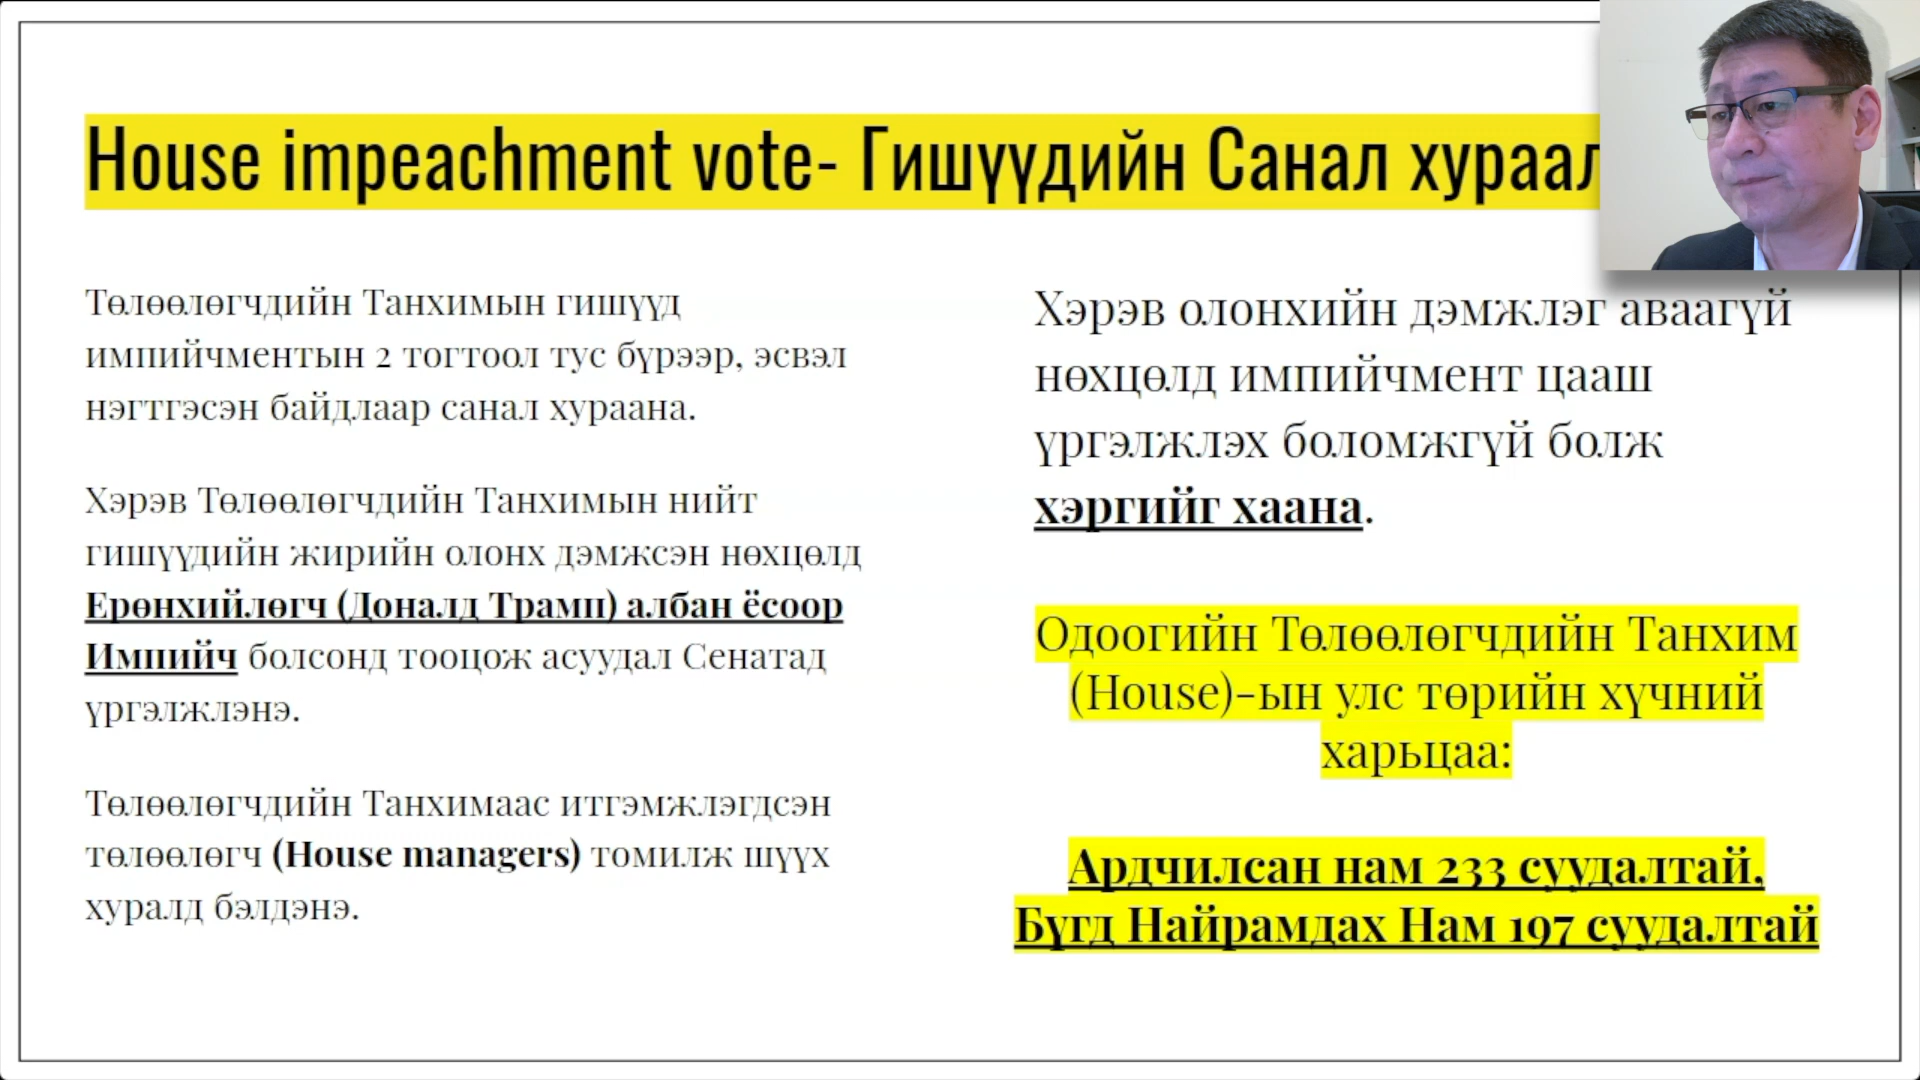 House impeachment vote- Гишүүдийн Санал хураал
Төлөөлөгчдийн Танхимын гишүүд
импийчментын 2 тогтоол тус бүрээр, эсвэл
нэгтгэсэн байдлаар санал хураана.
Хэрэв Төлөөлөгчдийн Танхимын нийт
гишүүдийн жирийн олонх дэмжсэн нөхцөлд
Ерөнхийлөгч (Доналд Трамп) албан ёсоор
Импийч болсонд тооцож асуудал Сенатад
үргэлжлэнэ.
Төлөөлөгчдийн Танхимаас итгэмжлэгдсэн
төлөөлөгч (House managers) томилж шүүх
хуралд бэлдэнэ.
Хэрэв олонхийн дэмжлэг аваагүй
нөхцөлд импийчмент цааш
үргэлжлэх боломжгүй болж
хэргийг хаана.
Одоогийн Төлөөлөгчдийн Танхим
(House)-ын улс төрийн хүчний
харьцаа:
Ардчилсан нам 233 суудалтай,
Бүгд Найрамдах Нам 197 суудалтай